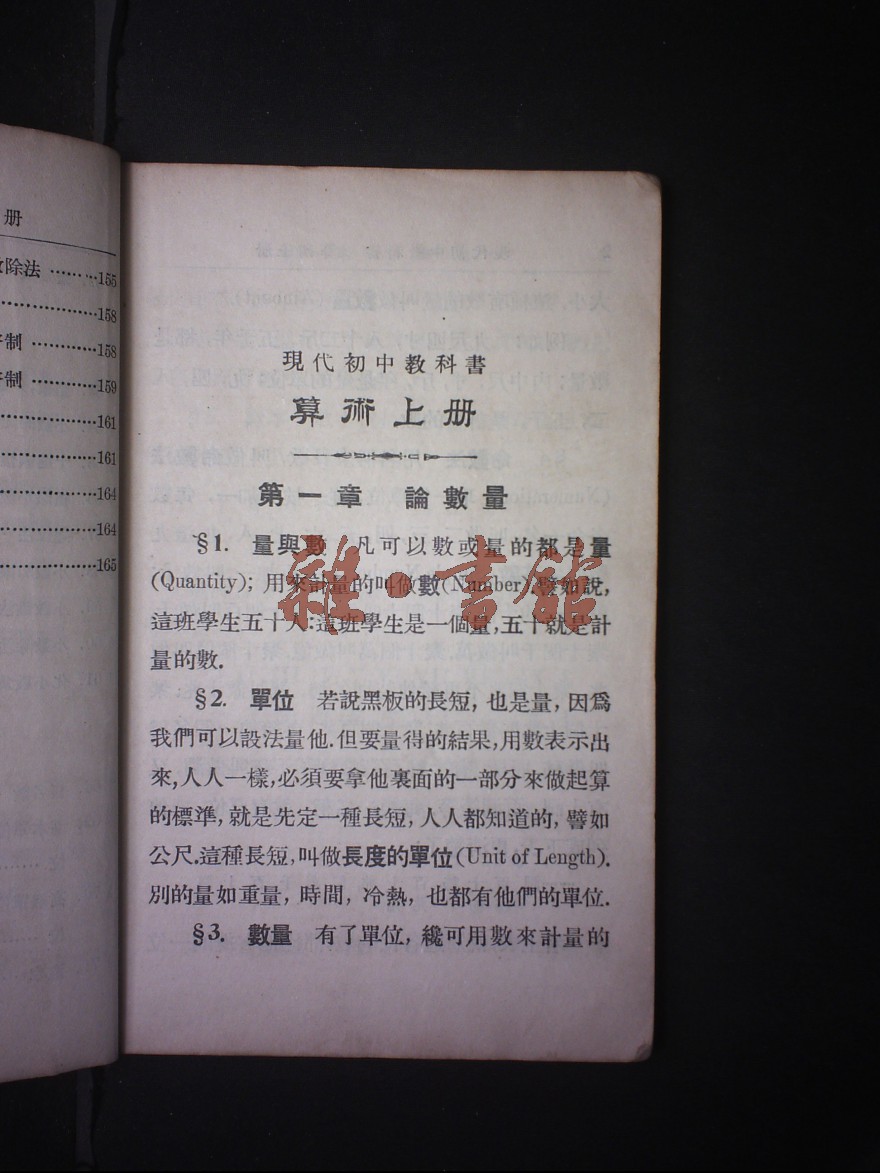 册
除法 ………155
158
制 ………158
制 ………159
161
161
164
164
165
現代初中教科書
算術上册
第一章 論數量
§1. 量與數 凡可以數或量的都是量
(Quantity); 用來計量的叫做數(Number).譬如說,
這班學生五十人:這班學生是一個量,五十就是計
量的數.
§2. 單位 若說黑板的長短, 也是量, 因爲
我們可以設法量他.但要量得的結果,用數表示出
來,人人一樣,必須要拿他裏面的一部分來做起算
的標準, 就是先定一種長短, 人人都知道的, 譬如
公尺.這種長短,叫做長度的單位(Unit of Length).
別的量如重量, 時間, 冷熱, 也都有他們的單位.
§3. 數量 有了單位, 纔可用數來計量的
雜·書館